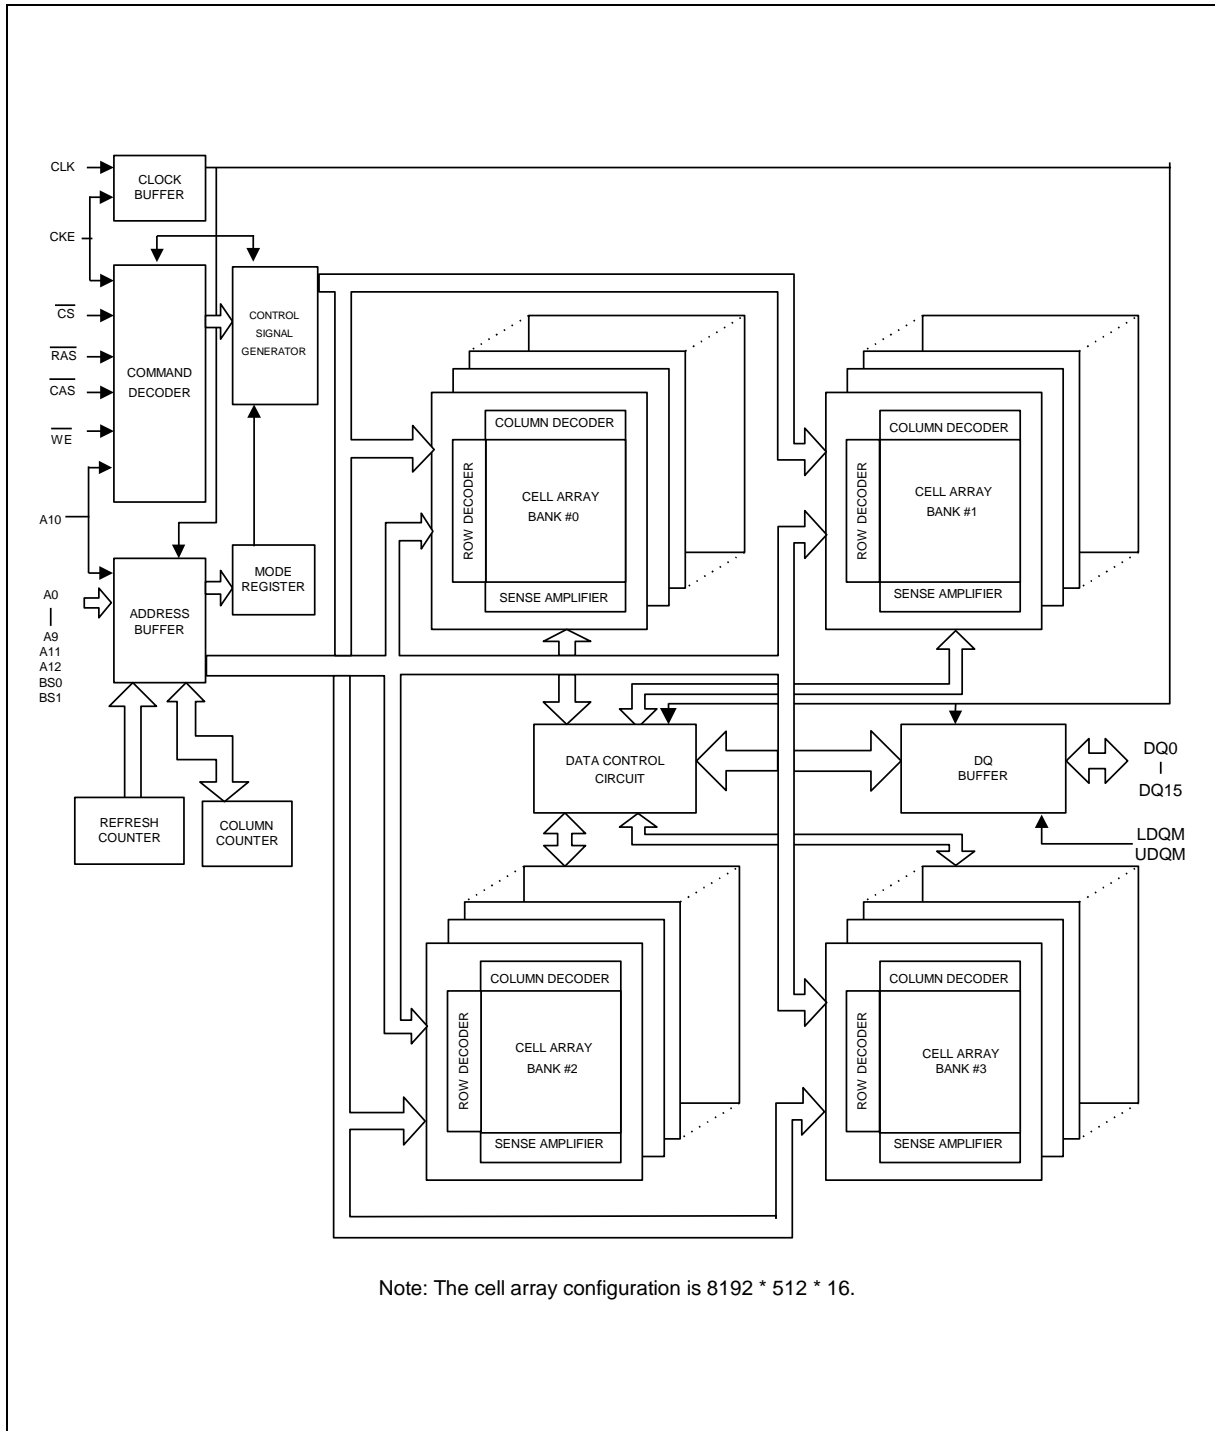 CLK
CLOCK
BUFFER
CKE
CS
RAS
CAS
WE
COMMAND
DECODER
CONTROL
SIGNAL
GENERATOR
A10
A0
A9
A11
A12
BS0
BS1
ADDRESS
BUFFER
MODE
REGISTER
REFRESH
COUNTER
COLUMN
COUNTER
COLUMN DECODER
ROW DECODER
CELL ARRAY
BANK #0
SENSE AMPLIFIER
COLUMN DECODER
ROW DECODER
CELL ARRAY
BANK #1
SENSE AMPLIFIER
DATA CONTROL
CIRCUIT
DQ
BUFFER
DQ0
DQ15
LDQM
UDQM
COLUMN DECODER
ROW DECODER
CELL ARRAY
BANK #2
SENSE AMPLIFIER
COLUMN DECODER
ROW DECODER
CELL ARRAY
BANK #3
SENSE AMPLIFIER
Note: The cell array configuration is 8192 * 512 * 16.